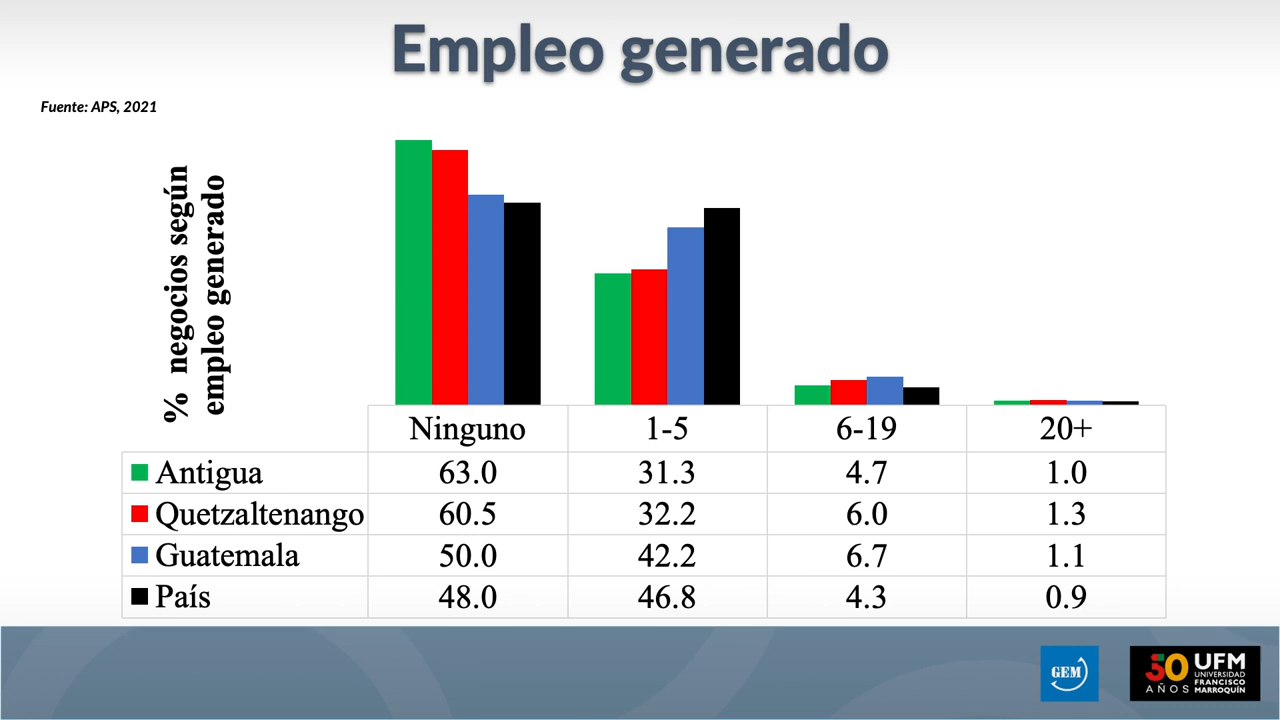 Empleo generado
Fuente: APS, 2021
% negocios según
empleo generado
Ninguno 1-5 6-19 20+
Antigua 63.0 31.3 4.7 1.0
Quetzaltenango 60.5 32.2 6.0 1.3
Guatemala 50.0 42.2 6.7 1.1
País 48.0 46.8 4.3 0.9
GEM
50 AÑOS
UFM
UNIVERSIDAD
FRANCISCO
MARROQUÍN